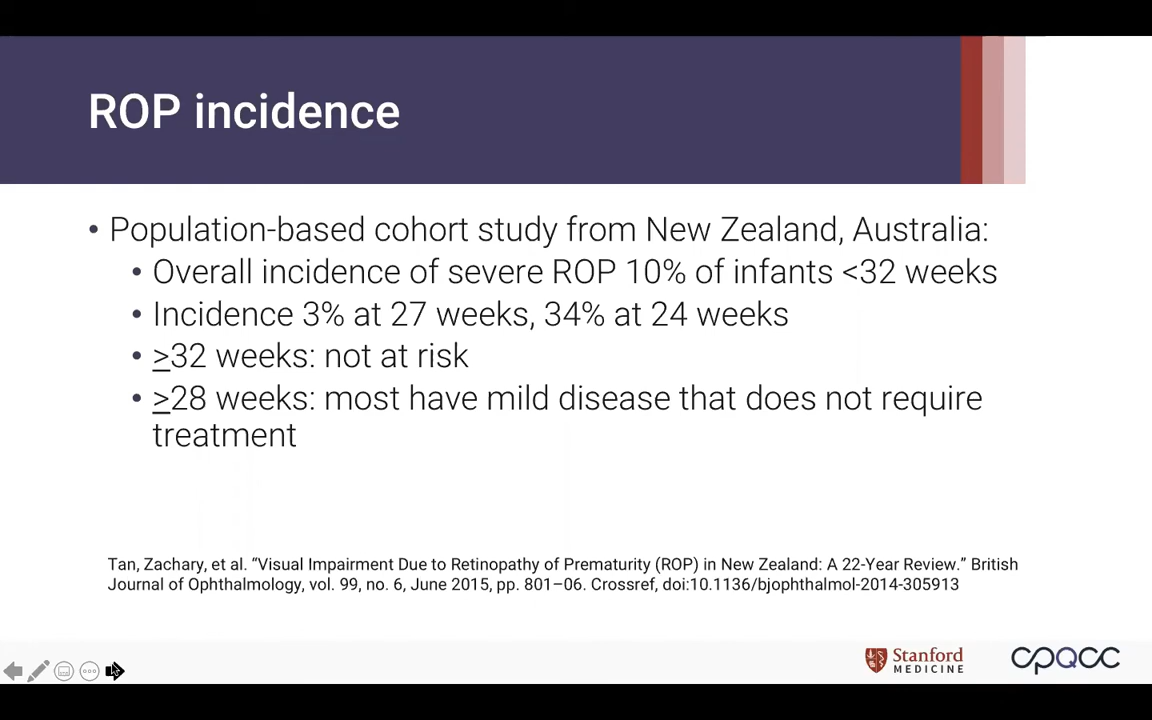 ROP incidence
• Population-based cohort study from New Zealand, Australia:
• Overall incidence of severe ROP 10% of infants <32 weeks
• Incidence 3% at 27 weeks, 34% at 24 weeks
• >32 weeks: not at risk
• >28 weeks: most have mild disease that does not require
treatment
Tan, Zachary, et al. “Visual Impairment Due to Retinopathy of Prematurity (ROP) in New Zealand: A 22-Year Review.” British
Journal of Ophthalmology, vol. 99, no. 6, June 2015, pp. 801–06. Crossref, doi:10.1136/bjophthalmol-2014-305913
Stanford
MEDICINE
cpqcc